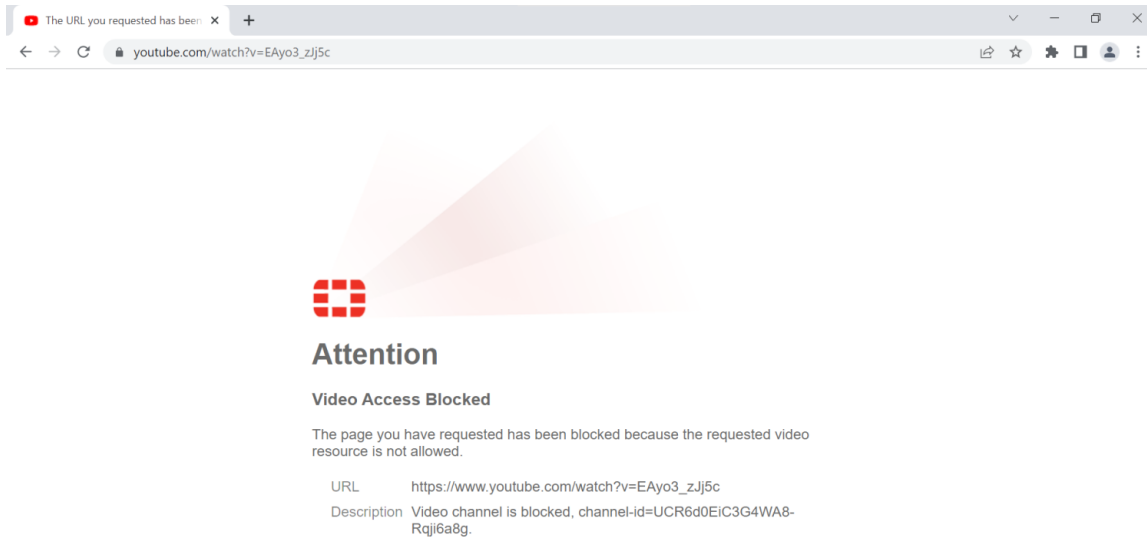 The URL you requested has been
youtube.com/watch?v=EAyo3_zJj5c
Attention
Video Access Blocked
The page you have requested has been blocked because the requested video
resource is not allowed.
URL https://www.youtube.com/watch?v=EAyo3_zJj5c
Description Video channel is blocked, channel-id=UCR6d0EiC3G4WA8-
Rqji6a8g.